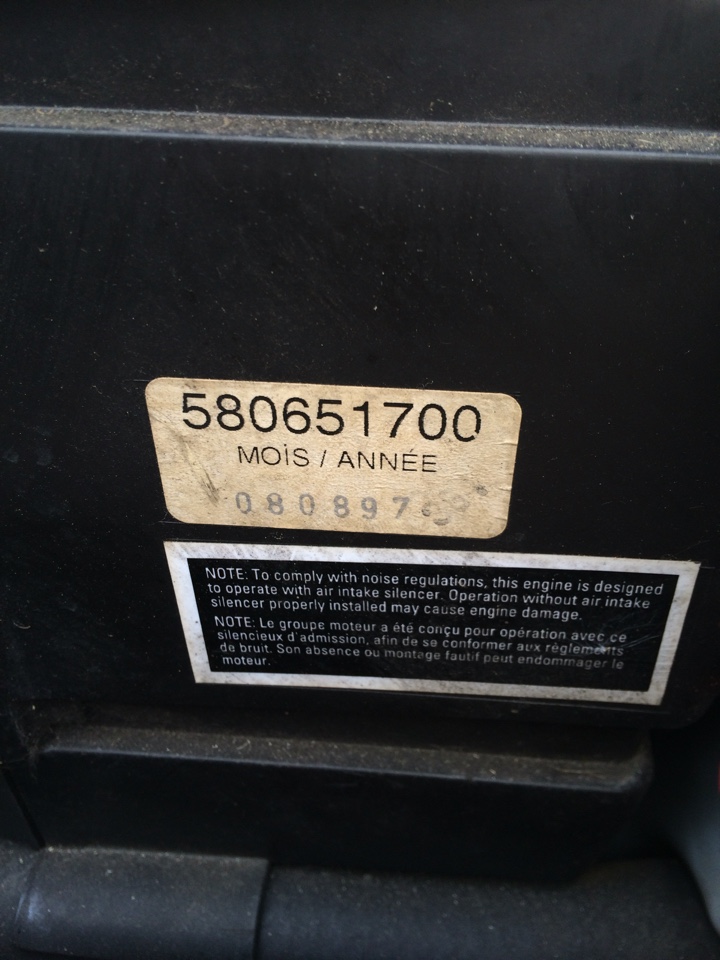 580651700
MOIS / ANNÉE
080897
NOTE: To comply with noise regulations, this engine is designed
to operate with air intake silencer. Operation without air intake
silencer properly installed may cause engine damage.
NOTE: Le groupe moteur a été conçu pour opération avec ce
silencieux d'admission, afin de se conformer aux règlements
de bruit. Son absence ou montage fautif peut endommager le
moteur.